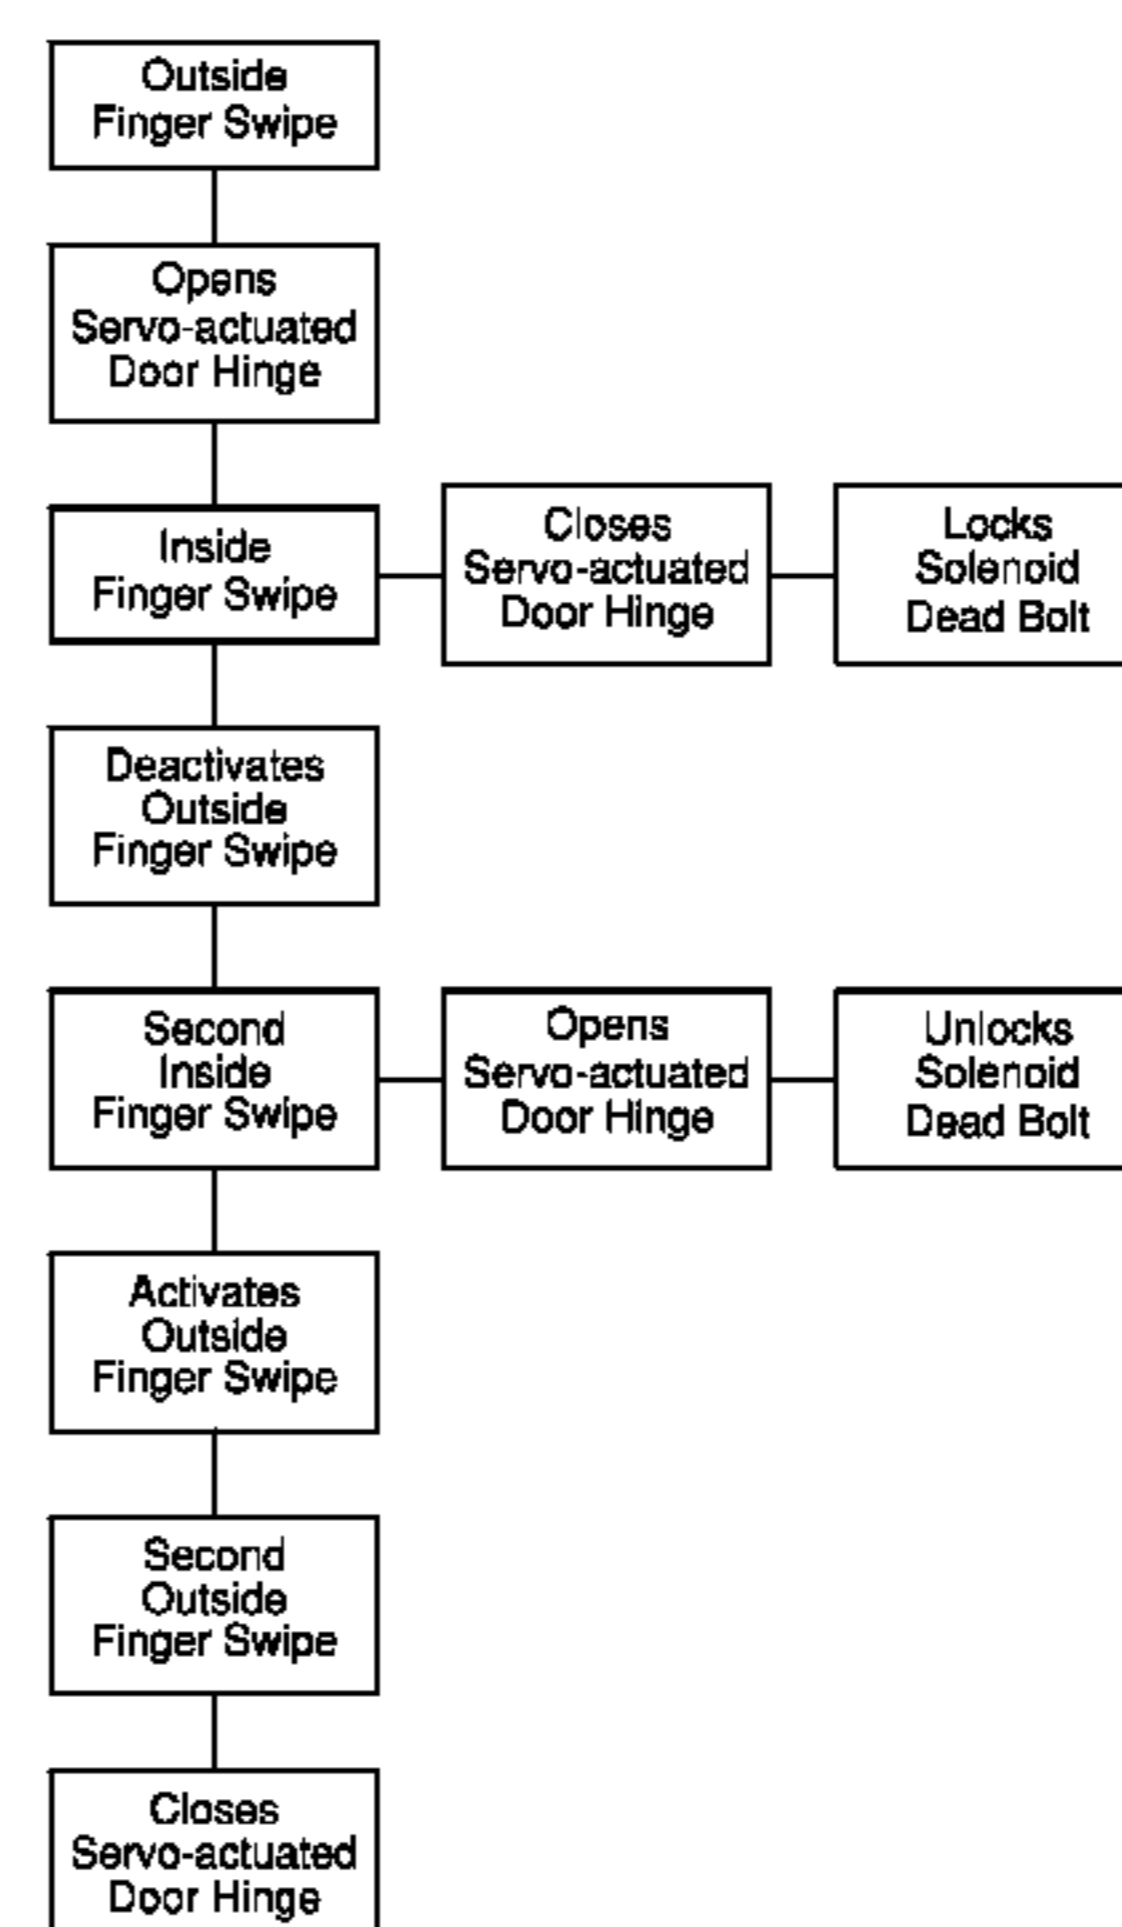 Outside
Finger Swipe
Opens
Servo-actuated
Door Hinge
Inside
Finger Swipe
Closes
Servo-actuated
Door Hinge
Locks
Solenoid
Dead Bolt
Deactivates
Outside
Finger Swipe
Second
Inside
Finger Swipe
Opens
Servo-actuated
Door Hinge
Unlocks
Solenoid
Dead Bolt
Activates
Outside
Finger Swipe
Second
Outside
Finger Swipe
Closes
Servo-actuated
Door Hinge